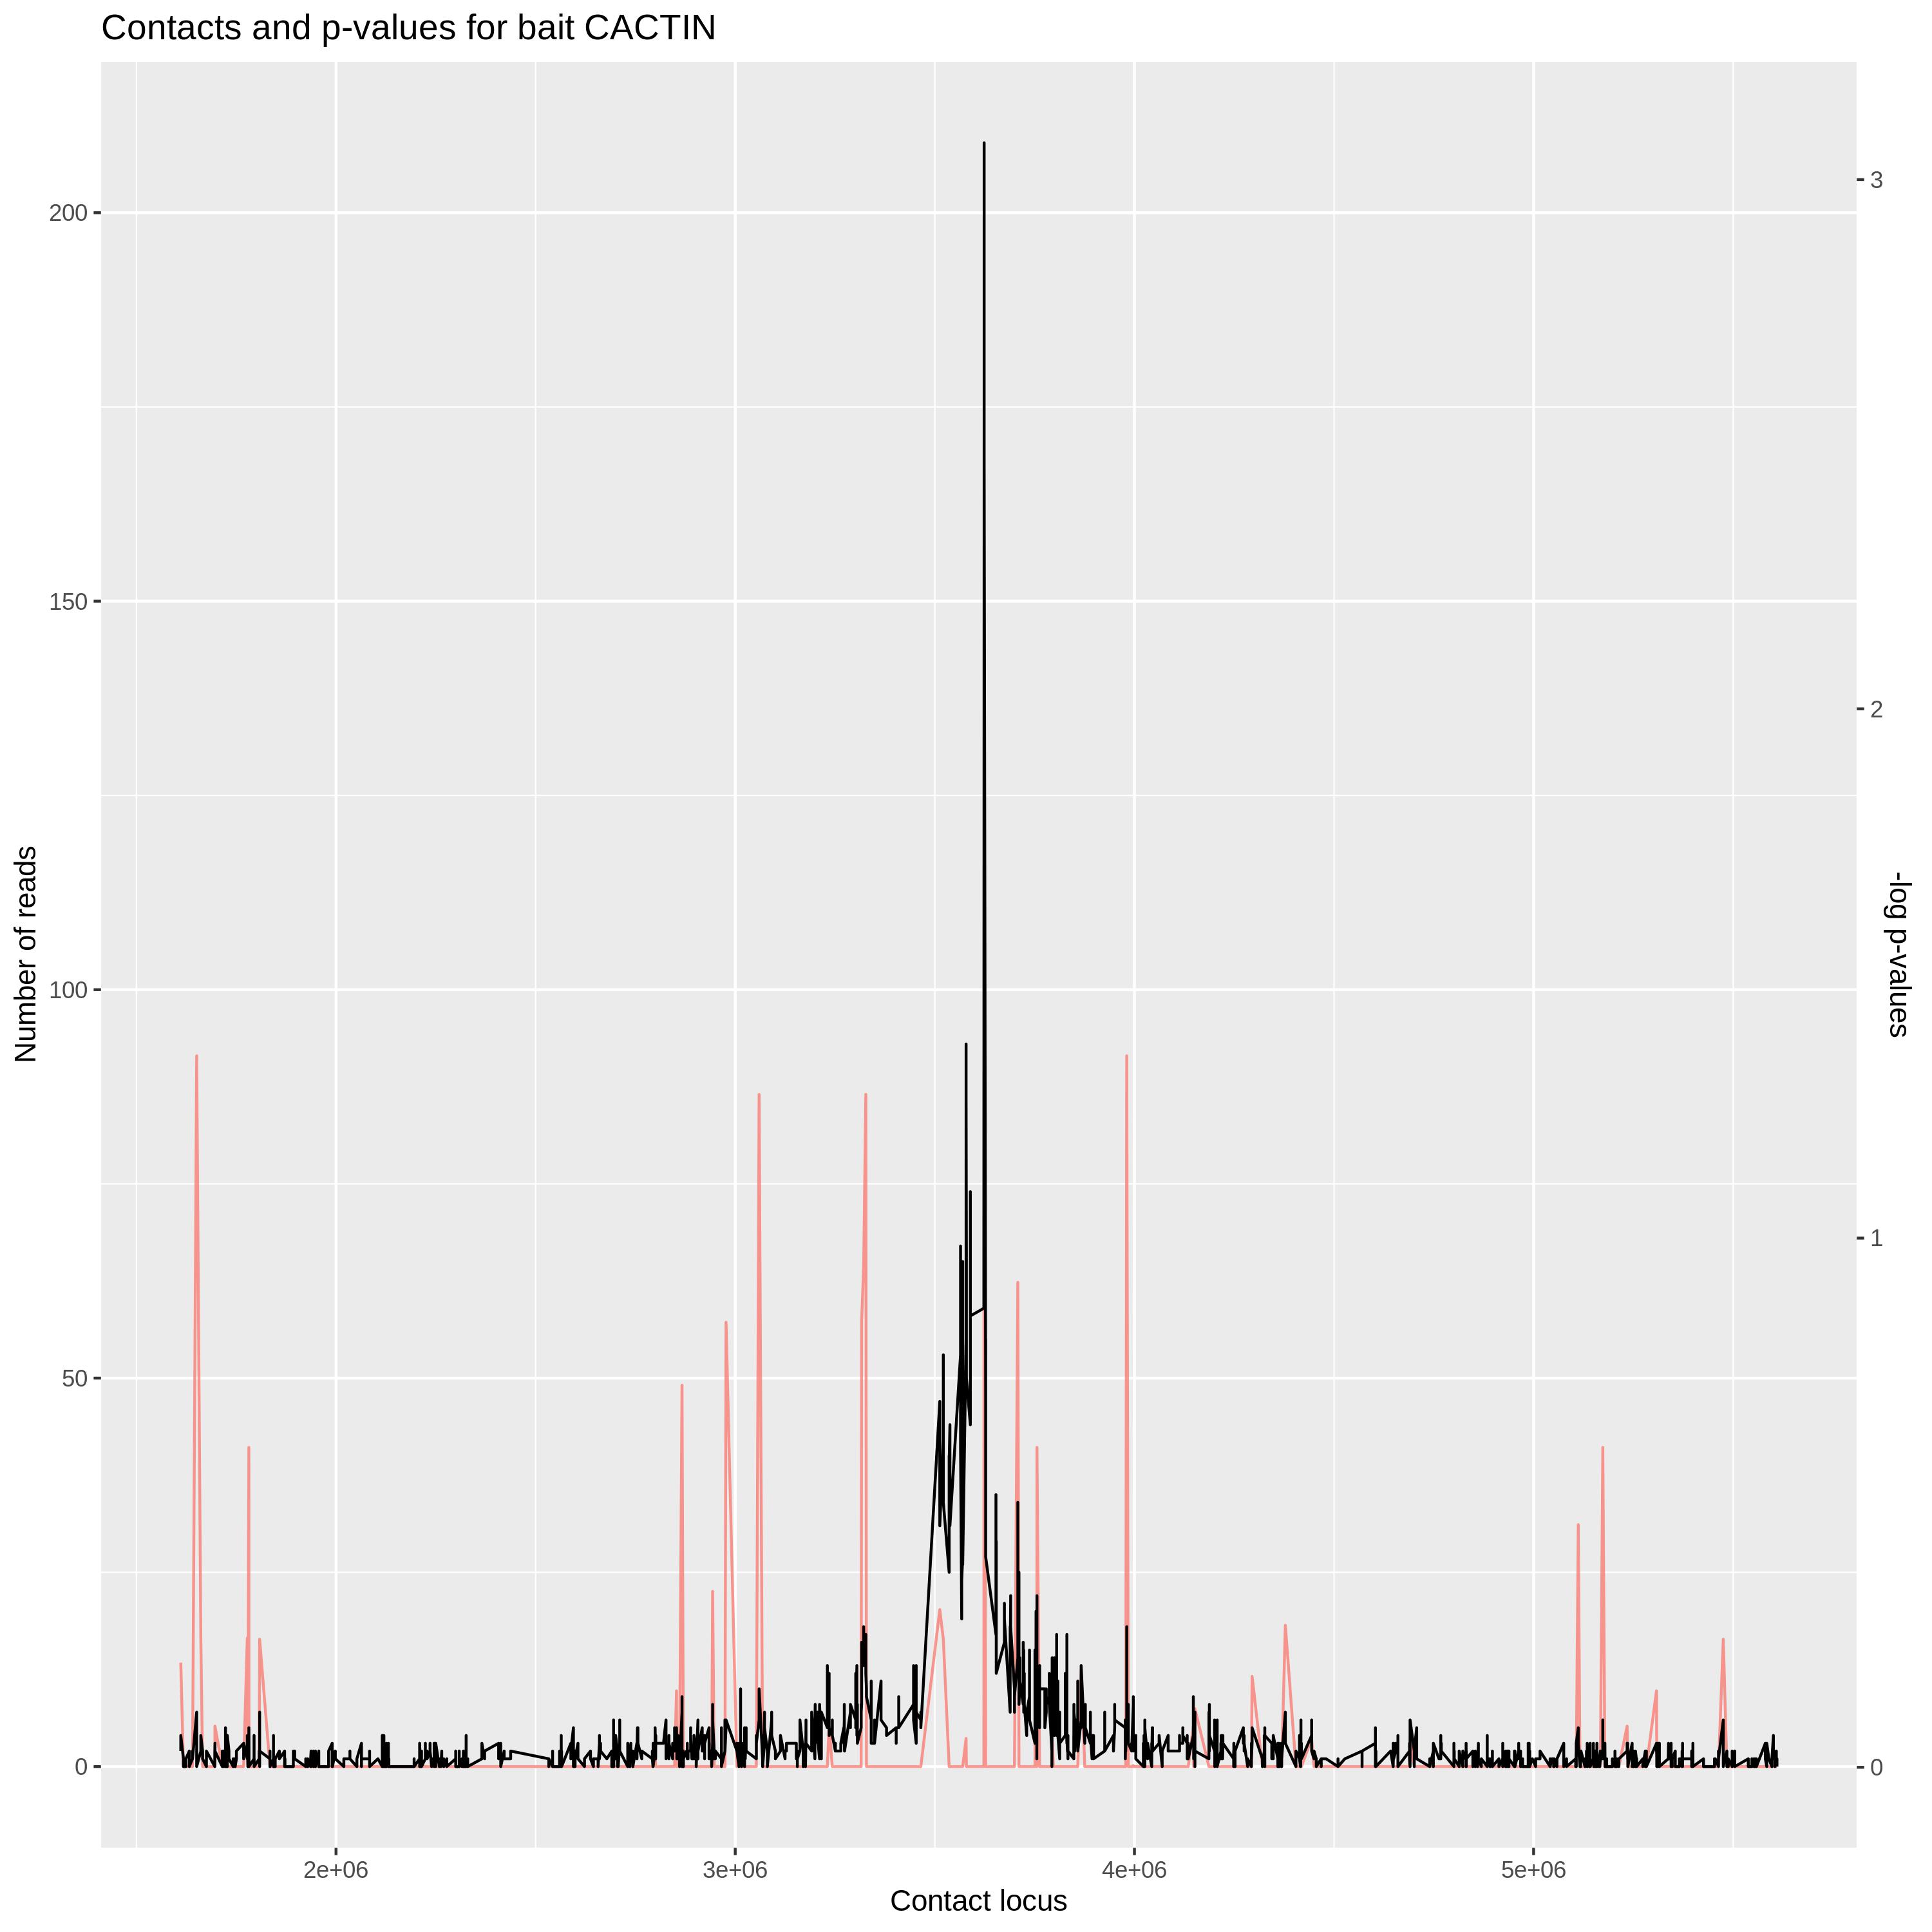 Contacts and p-values for bait CACTIN
Number of reads
200
150
100
50
0
3
2
1
0
-log p-values
2e+06
3e+06
4e+06
5e+06
Contact locus